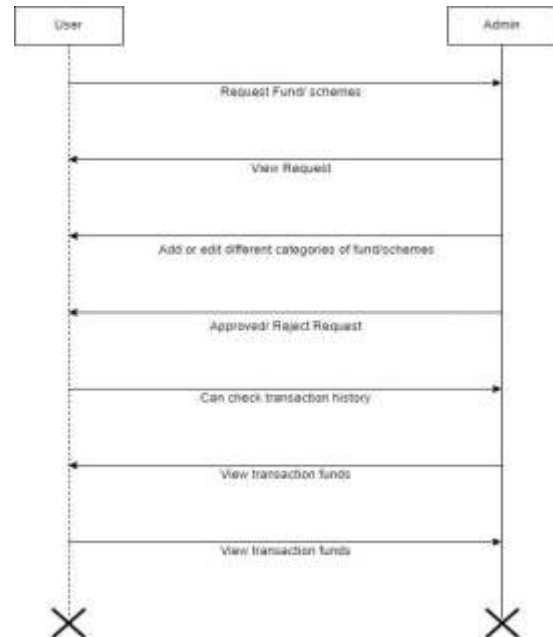 User
Admin
Request Fund/ schemes
View Request
Add or edit different categories of fund/schemes
Approved/ Reject Request
Can check transaction history
View transaction funds
View transaction funds